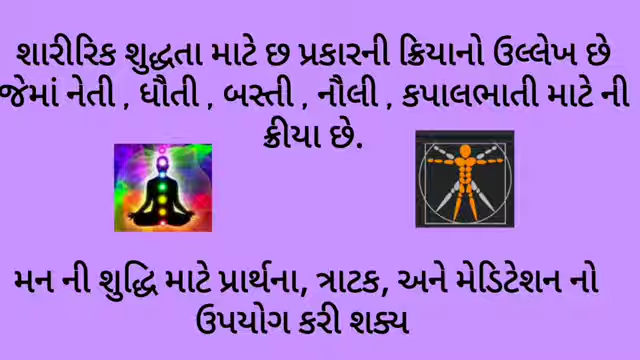 શારીરિક શુદ્ધતા માટે છ પ્રકારની ક્રિયાનો ઉલ્લેખ છે
જેમાં નેતી , ધૌતી , બસ્તી , નૌલી , કપાલભાતી માટે ની
ક્રીયા છે.
મન ની શુદ્ધિ માટે પ્રાર્થના, ત્રાટક, અને મેડિટેશન નો
ઉપયોગ કરી શક્ય